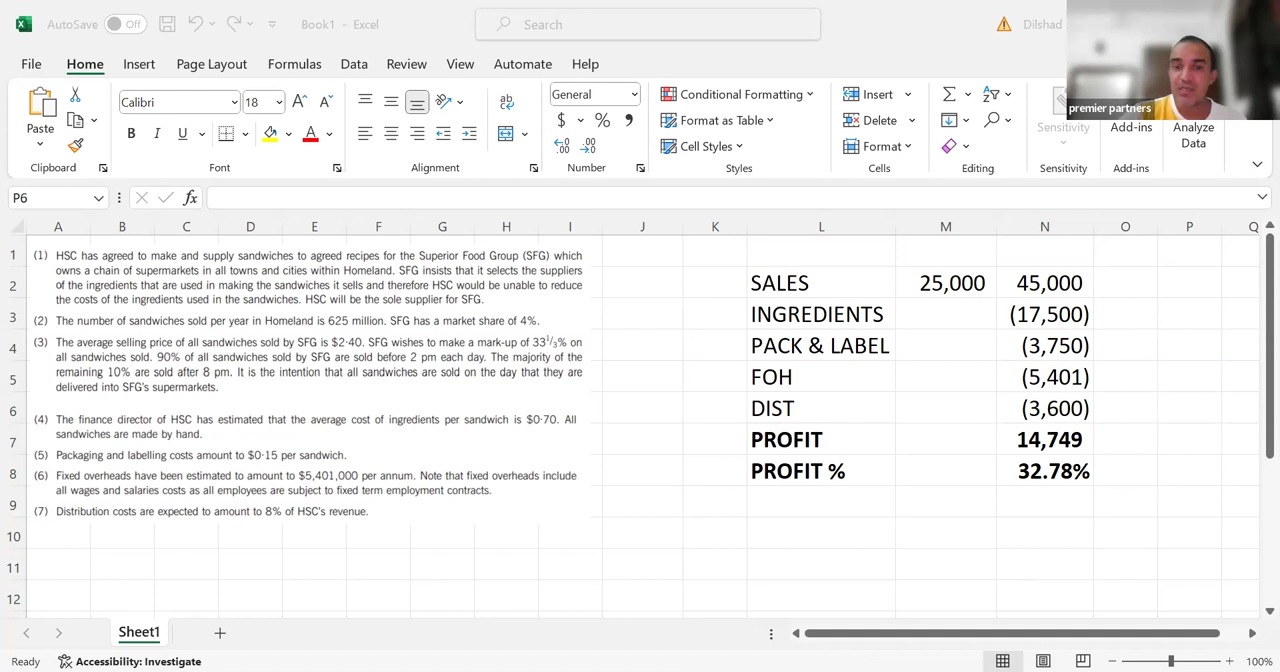 AutoSave Off Book1 - Excel Search Dilshad
premier partners
File Home Insert Page Layout Formulas Data Review View Automate Help
Paste
Clipboard
Calibri 18 A A
B I U A
Font
ab
Alignment
General
$ % 9
Number
Conditional Formatting
Format as Table
Cell Styles
Styles
Insert
Delete
Format
Cells
Editing
Sensitivity
Sensitivity
Add-ins
Add-ins
Analyze
Data
P6 fx
A B C D E F G H I J K L M N O P Q
1
2
3
4
5
6
7
8
9
10
11
12
(1) HSC has agreed to make and supply sandwiches to agreed recipes for the Superior Food Group (SFG) which
owns a chain of supermarkets in all towns and cities within Homeland. SFG insists that it selects the suppliers
of the ingredients that are used in making the sandwiches it sells and therefore HSC would be unable to reduce
the costs of the ingredients used in the sandwiches. HSC will be the sole supplier for SFG.
(2) The number of sandwiches sold per year in Homeland is 625 million. SFG has a market share of 4%.
(3) The average selling price of all sandwiches sold by SFG is $2·40. SFG wishes to make a mark-up of 33 1/3% on
all sandwiches sold. 90% of all sandwiches sold by SFG are sold before 2 pm each day. The majority of the
remaining 10% are sold after 8 pm. It is the intention that all sandwiches are sold on the day that they are
delivered into SFG's supermarkets.
(4) The finance director of HSC has estimated that the average cost of ingredients per sandwich is $0·70. All
sandwiches are made by hand.
(5) Packaging and labelling costs amount to $0·15 per sandwich.
(6) Fixed overheads have been estimated to amount to $5,401,000 per annum. Note that fixed overheads include
all wages and salaries costs as all employees are subject to fixed term employment contracts.
(7) Distribution costs are expected to amount to 8% of HSC's revenue.
SALES 25,000 45,000
INGREDIENTS (17,500)
PACK & LABEL (3,750)
FOH (5,401)
DIST (3,600)
PROFIT 14,749
PROFIT % 32.78%
Sheet1
Ready Accessibility: Investigate 100%